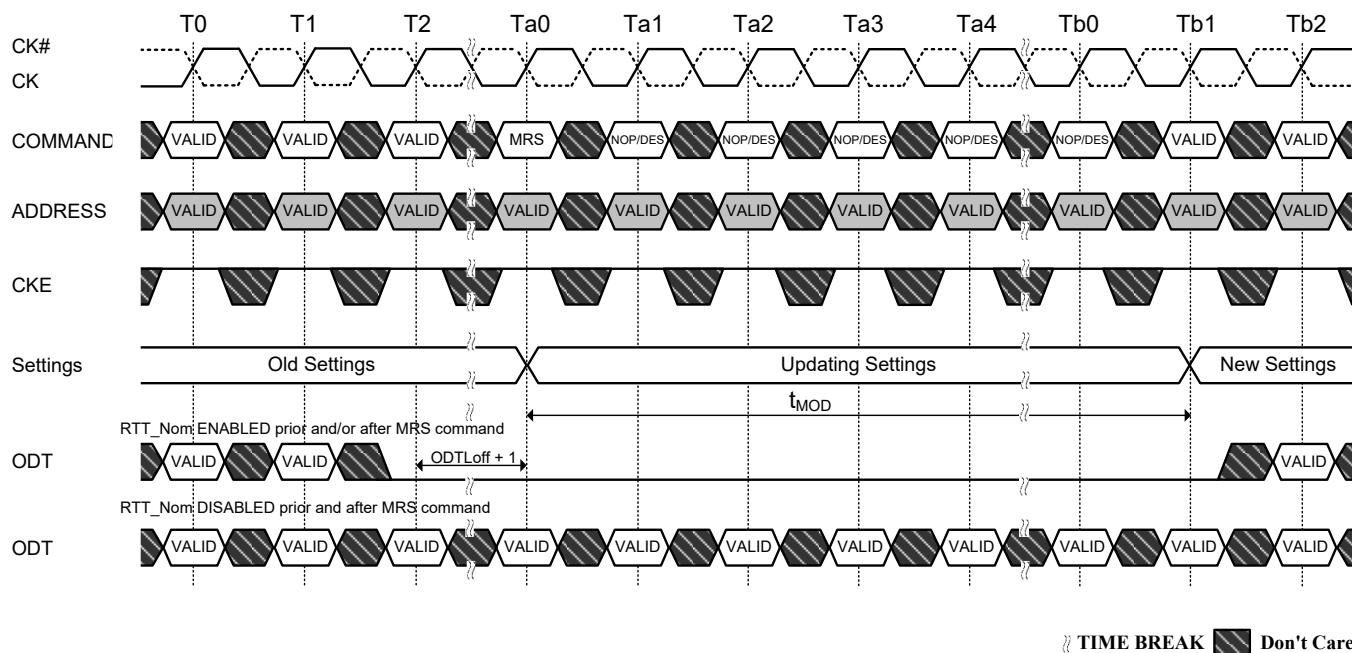 T0 T1 T2 Ta0 Ta1 Ta2 Ta3 Ta4 Tb0 Tb1 Tb2
CK#
CK
COMMAND VALID VALID VALID MRS NOP/DES NOP/DES NOP/DES NOP/DES NOP/DES VALID VALID
ADDRESS VALID VALID VALID VALID VALID VALID VALID VALID VALID VALID VALID
CKE
Settings Old Settings Updating Settings New Settings
tMOD
RTT_Nom ENABLED prior and/or after MRS command
ODT VALID VALID ODTLoff + 1 VALID
RTT_Nom DISABLED prior and after MRS command
ODT VALID VALID VALID VALID VALID VALID VALID VALID VALID VALID VALID
TIME BREAK Don't Care